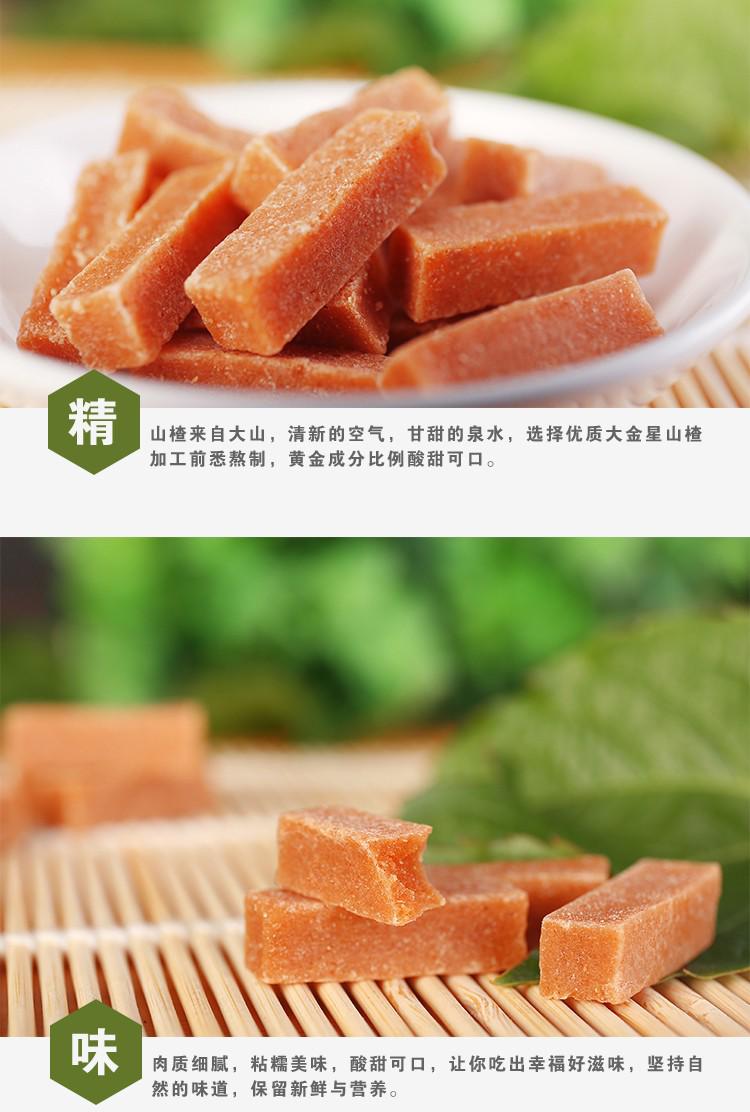 精
山楂来自大山，清新的空气，甘甜的泉水，选择优质大金星山楂
加工前悉熬制，黄金成分比例酸甜可口。
味
肉质细腻，粘糯美味，酸甜可口，让你吃出幸福好滋味，坚持自
然的味道，保留新鲜与营养。